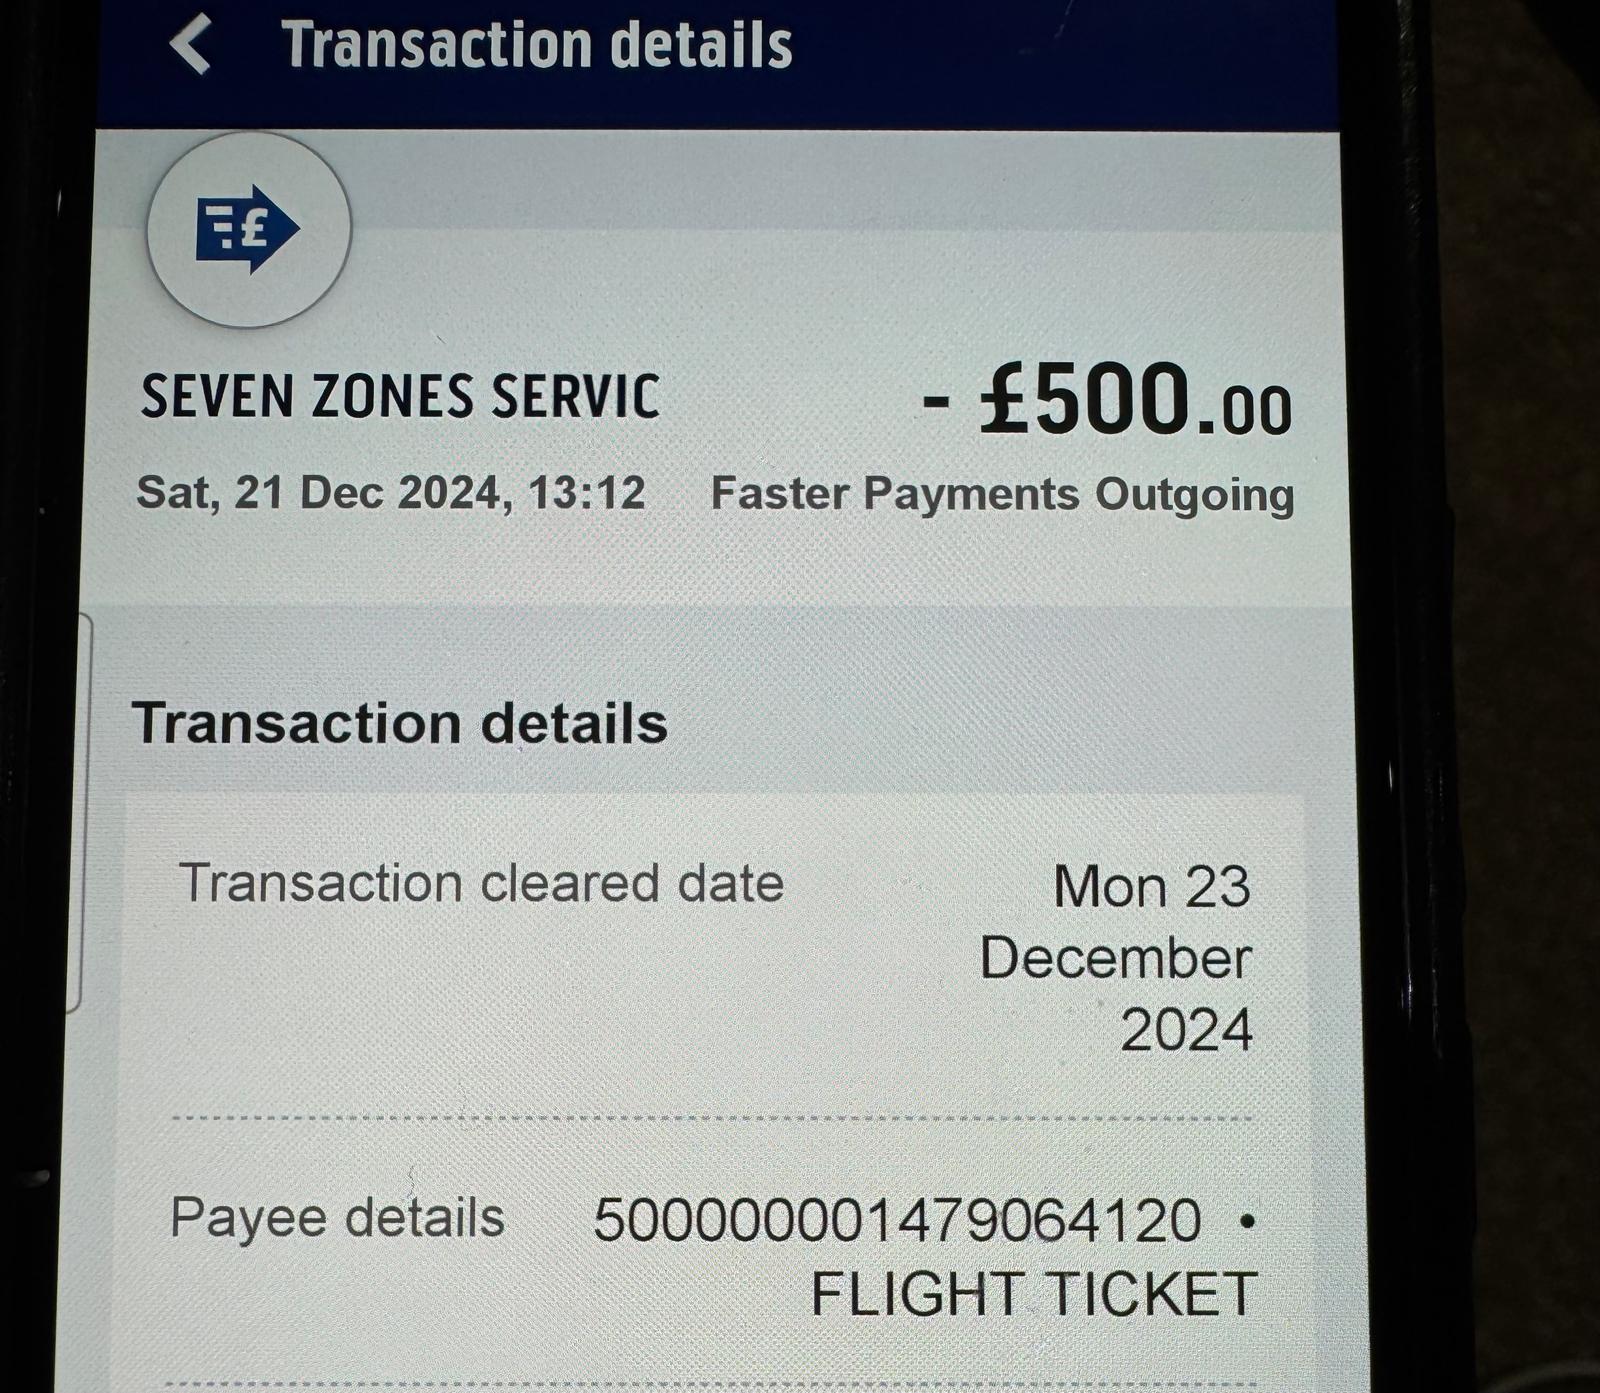 Transaction details
£
SEVEN ZONES SERVIC - £500.00
Sat, 21 Dec 2024, 13:12 Faster Payments Outgoing
Transaction details
Transaction cleared date Mon 23
December
2024
Payee details 500000001479064120 •
FLIGHT TICKET